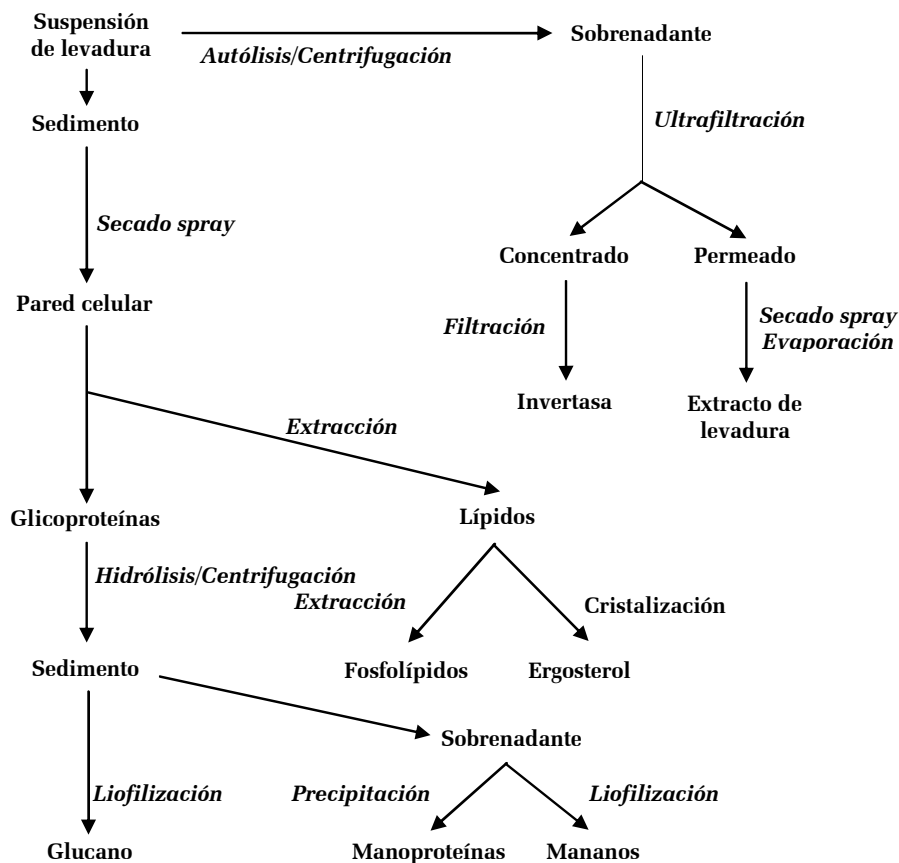 Suspensión
de levadura
Autólisis/Centrifugación
Sobrenadante
Sedimento
Ultrafiltración
Secado spray
Concentrado
Permeado
Pared celular
Filtración
Secado spray
Evaporación
Invertasa
Extracto de
levadura
Extracción
Glicoproteínas
Lípidos
Hidrólisis/Centrifugación
Extracción
Cristalización
Sedimento
Fosfolípidos
Ergosterol
Sobrenadante
Liofilización
Precipitación
Liofilización
Glucano
Manoproteínas
Mananos